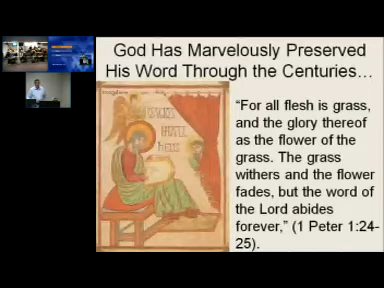 God Has Marvelously Preserved
His Word Through the Centuries…
“For all flesh is grass,
and the glory thereof
as the flower of the
grass. The grass
withers and the flower
fades, but the word of
the Lord abides
forever,” (1 Peter 1:24-
25).